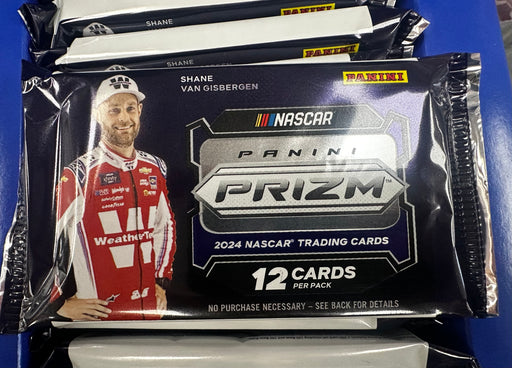 PANINI
SHANE
PANINI
SHANE
VAN GISBERGEN
PANINI
NASCAR
PANINI
PRIZM
2024 NASCAR® TRADING CARDS
12 CARDS
PER PACK
NO PURCHASE NECESSARY – SEE BACK FOR DETAILS
W
WeatherTech
W